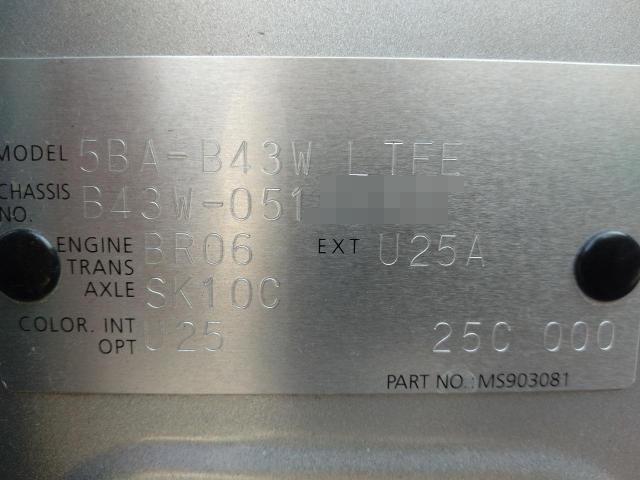 MODEL 5BA-B43W LTFE
CHASSIS NO. B43W-051
ENGINE BR06 EXT U25A
TRANS AXLE SK10C
COLOR. INT OPT U25 25C 000
PART NO.:MS903081